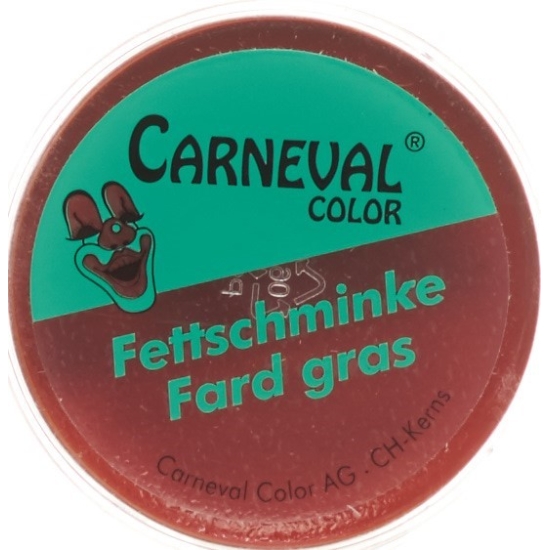 CARNEVAL®
COLOR
Fettschminke
Fard gras
Carneval Color AG · CH-Kerns